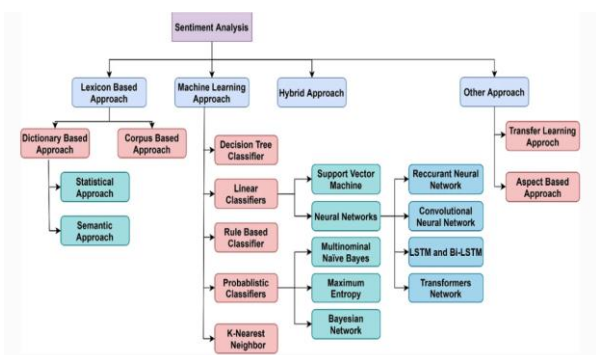 Sentiment Analysis
Lexicon Based
Approach
Machine Learning
Approach
Hybrid Approach
Other Approach
Dictionary Based
Approach
Corpus Based
Approach
Statistical
Approach
Semantic
Approach
Decision Tree
Classifier
Linear
Classifiers
Rule Based
Classifier
Probablistic
Classifiers
K-Nearest
Neighbor
Support Vector
Machine
Neural Networks
Multinominal
Naïve Bayes
Maximum
Entropy
Bayesian
Network
Reccurant Neural
Network
Convolutional
Neural Network
LSTM and Bi-LSTM
Transformers
Network
Transfer Learning
Approch
Aspect Based
Approach